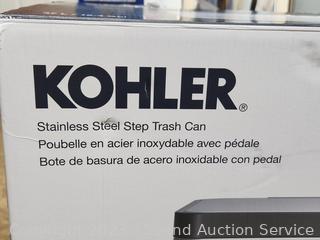 KOHLER®
Stainless Steel Step Trash Can
Poubelle en acier inoxydable avec pédale
Bote de basura de acero inoxidable con pedal
Auction Service